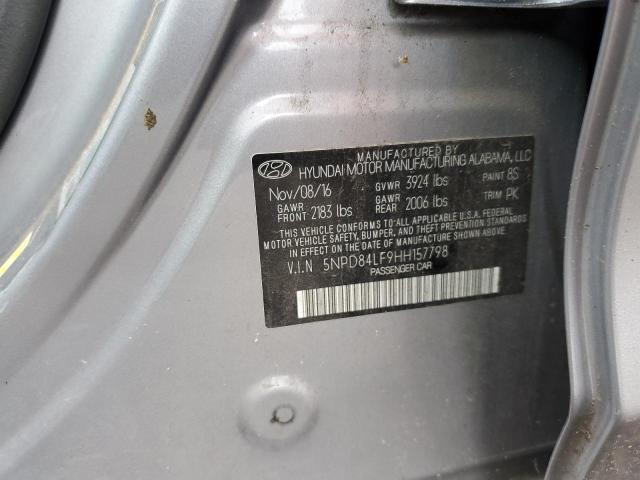 MANUFACTURED BY
HYUNDAI MOTOR MANUFACTURING ALABAMA, LLC
Nov/08/16 GVWR 3924 lbs PAINT 8S
GAWR FRONT 2183 lbs GAWR REAR 2006 lbs TRIM PK
THIS VEHICLE CONFORMS TO ALL APPLICABLE U.S.A. FEDERAL
MOTOR VEHICLE SAFETY, BUMPER, AND THEFT PREVENTION STANDARDS
IN EFFECT ON THE DATE OF MANUFACTURE SHOWN ABOVE.
V.I.N 5NPD84LF9HH157798
PASSENGER CAR